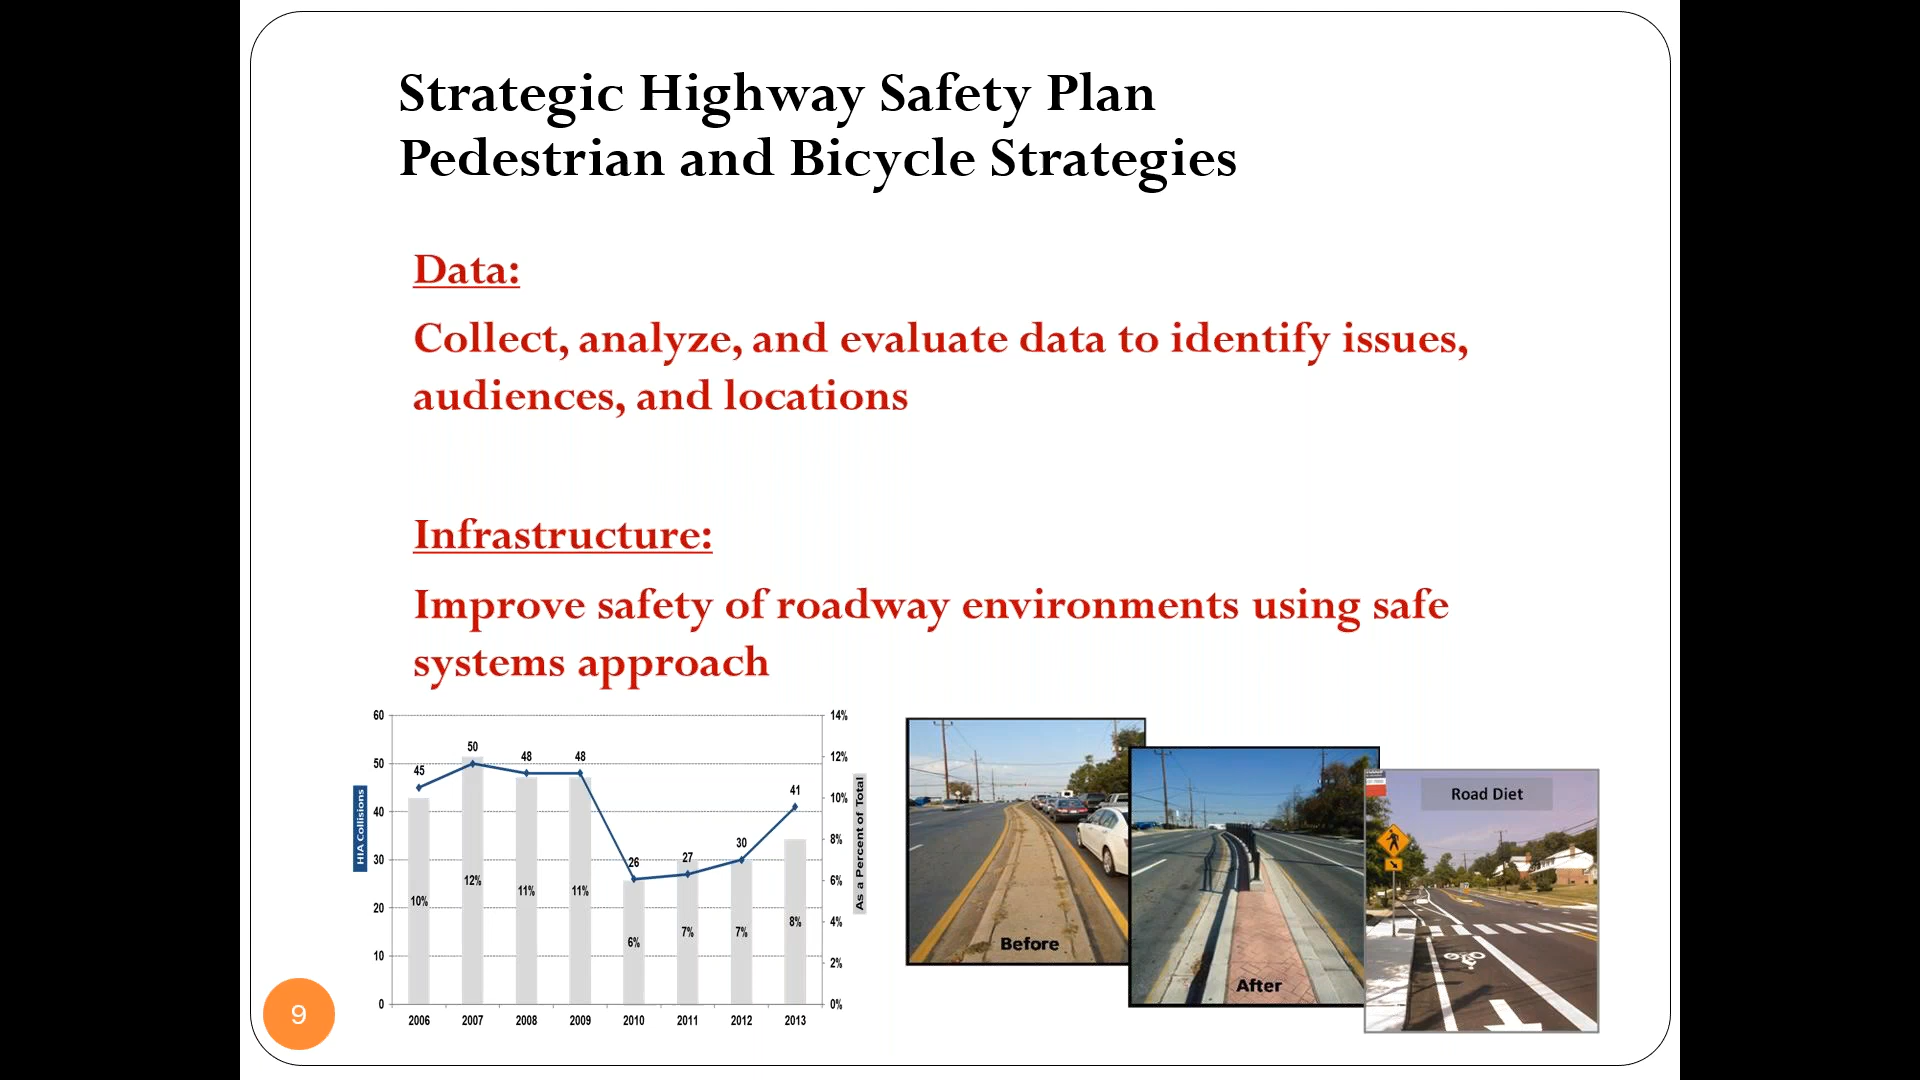 Strategic Highway Safety Plan
Pedestrian and Bicycle Strategies
Data:
Collect, analyze, and evaluate data to identify issues,
audiences, and locations
Infrastructure:
Improve safety of roadway environments using safe
systems approach
60
50
40
30
20
10
0
HIA Collisions
45
50
48
48
26
27
30
41
10%
12%
11%
11%
6%
7%
7%
8%
14%
12%
10%
8%
6%
4%
2%
0%
As a Percent of Total
2006 2007 2008 2009 2010 2011 2012 2013
Before
After
Road Diet
9